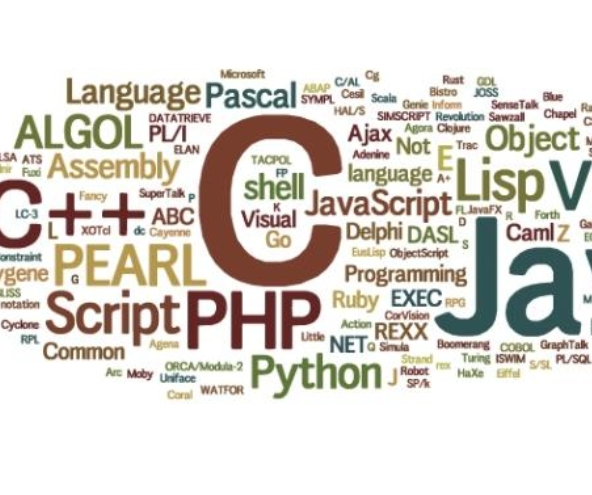 Microsoft
Cg
Language Pascal ABAP C/AL Rust GDL
SYMPL Cesil Scala Bistro JOSS
DATATRIEVE HAL/S Genie Inform SenseTalk Blue
ALGOL PL/I SIMSCRIPT Revolution Sawzall Chapel
ELAN C Ajax Agora Clojure Object
ATS Assembly TACPOL Adenine Not E Trac
Fuxi FP language A+ Lisp V
Fancy SuperTalk P shell JavaScript FL JavaFX R Forth
C++ LC-3 ABC K Visual D
L XOTcl dc Cayenne Go Delphi DASL S Caml Z
EusLisp ObjectScript
PEARL G Programming Ja
Script PHP Ruby EXEC RPG
Cyclone CorVision
RPL Action REXX
Common Agena Little NET Q Simula Boomerang COBOL GraphTalk
ORCA/Modula-2 Python Strand rex Turing ISWIM S/SL PL/SQL
Arc Moby Uniface J Robot HaXe Eiffel
Coral WATFOR SP/k